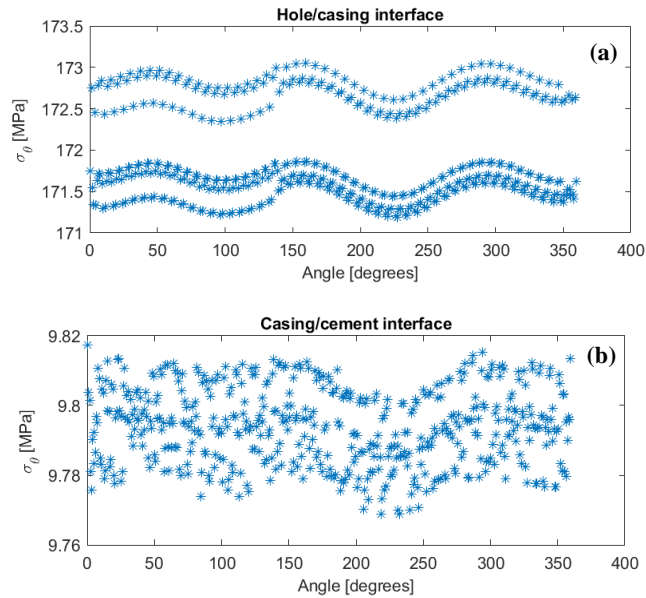 Hole/casing interface
(a)
173.5
173
172.5
172
171.5
171
σθ [MPa]
0 50 100 150 200 250 300 350 400
Angle [degrees]
Casing/cement interface
(b)
9.82
9.8
9.78
9.76
σθ [MPa]
0 50 100 150 200 250 300 350 400
Angle [degrees]